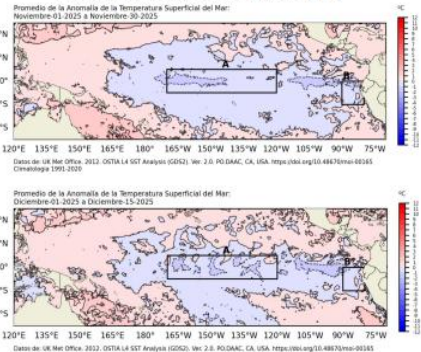 Promedio de la Anomalía de la Temperatura Superficial del Mar:
Noviembre-01-2025 a Noviembre-30-2025
°C
A
B
120°E 135°E 150°E 165°E 180° 165°W 150°W 135°W 120°W 105°W 90°W 75°W
Datos de: UK Met Office. 2012. OSTIA L4 SST Analysis (GDS2). Ver. 2.0. PO.DAAC, CA, USA. https://doi.org/10.48670/moi-00165
Climatología 1991-2020
Promedio de la Anomalía de la Temperatura Superficial del Mar:
Diciembre-01-2025 a Diciembre-15-2025
°C
A
B
120°E 135°E 150°E 165°E 180° 165°W 150°W 135°W 120°W 105°W 90°W 75°W
Datos de: UK Met Office. 2012. OSTIA L4 SST Analysis (GDS2). Ver. 2.0. PO.DAAC, CA, USA. https://doi.org/10.48670/moi-00165